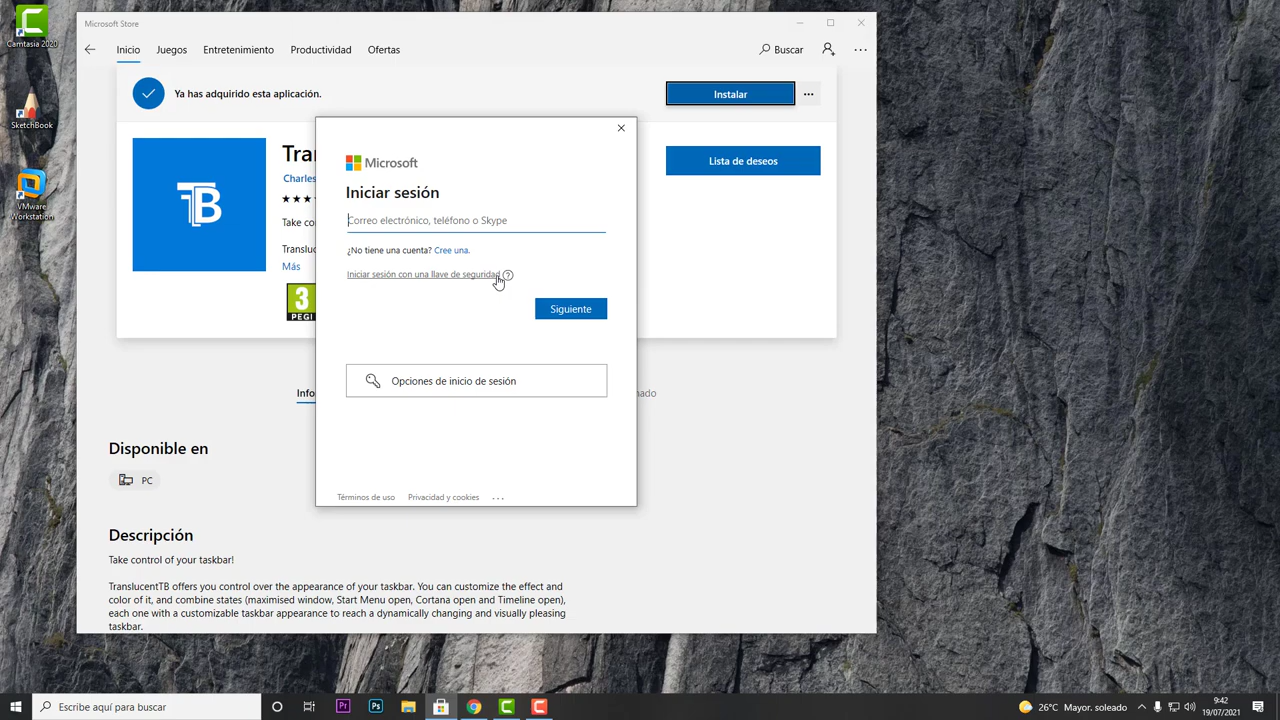 Camtasia 2020
SketchBook
VMware
Workstation
Microsoft Store
Inicio
Juegos
Entretenimiento
Productividad
Ofertas
Buscar
Ya has adquirido esta aplicación.
Instalar
Lista de deseos
Tra
Charles
Take co
Transluc
Más
TB
3
PEGI
Microsoft
Iniciar sesión
Correo electrónico, teléfono o Skype
¿No tiene una cuenta? Cree una.
Iniciar sesión con una llave de seguridad ?
Siguiente
Opciones de inicio de sesión
Términos de uso
Privacidad y cookies
...
Info
nado
Disponible en
PC
Descripción
Take control of your taskbar!
TranslucentTB offers you control over the appearance of your taskbar. You can customize the effect and
color of it, and combine states (maximised window, Start Menu open, Cortana open and Timeline open),
each one with a customizable taskbar appearance to reach a dynamically changing and visually pleasing
taskbar.
Escribe aquí para buscar
Pr
Ps
26°C Mayor. soleado
9:42
19/07/2021